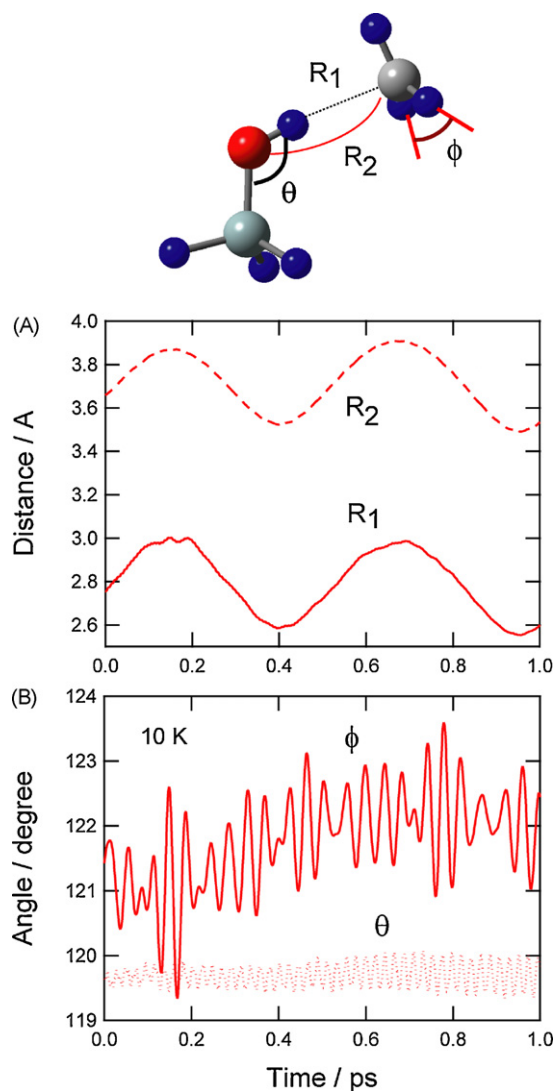 R1
R2
θ
ϕ
(A)
4.0
3.8
3.6
3.4
3.2
3.0
2.8
2.6
Distance / A
R2
R1
0.0 0.2 0.4 0.6 0.8 1.0
(B)
124
123
122
121
120
119
Angle / degree
10 K
ϕ
θ
0.0 0.2 0.4 0.6 0.8 1.0
Time / ps